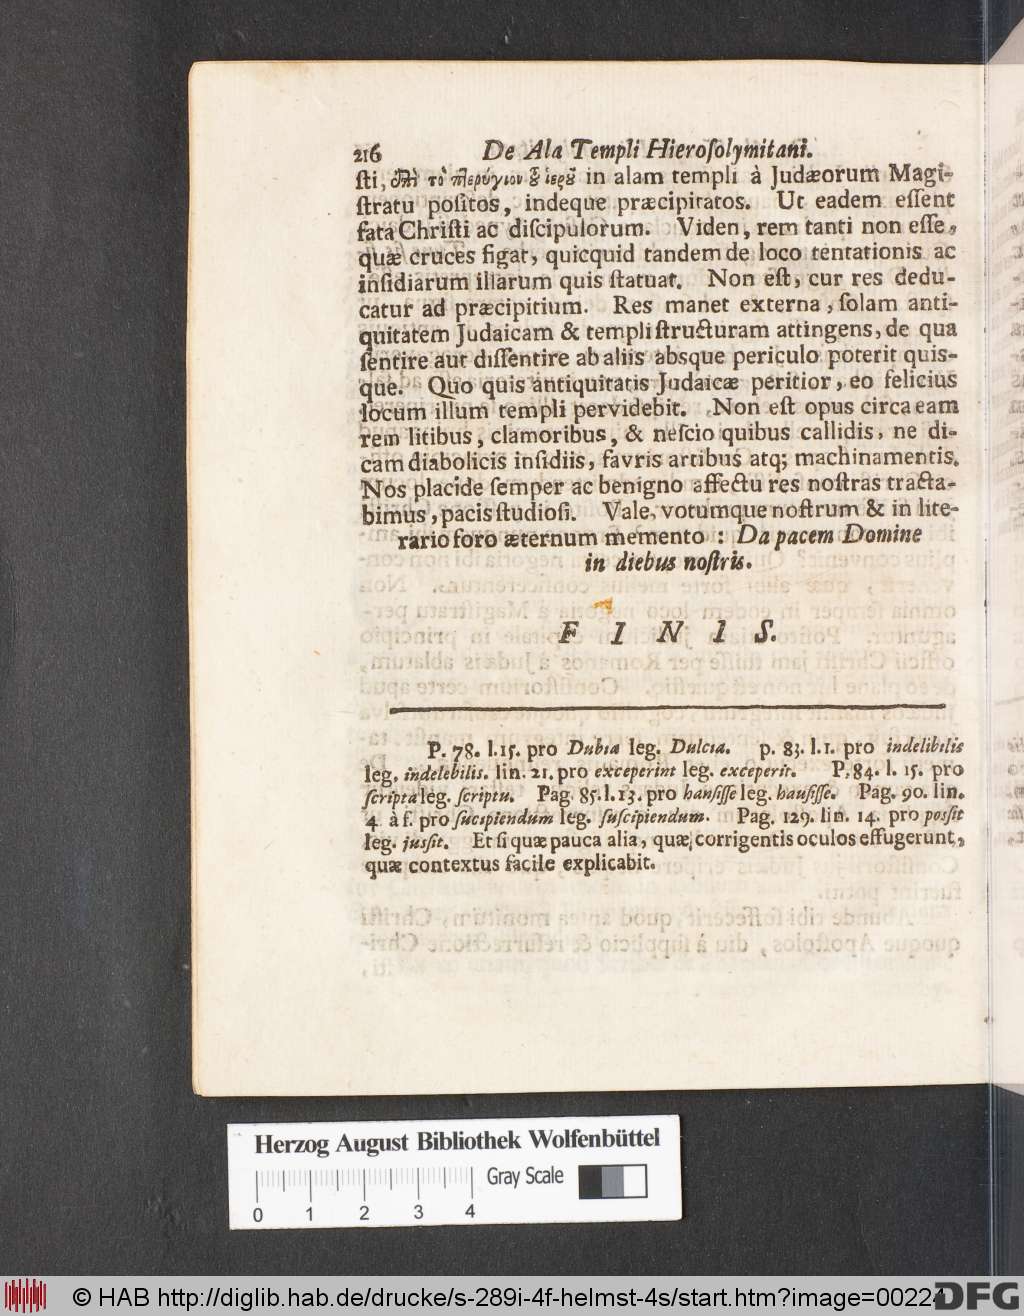 216 De Ala Templi Hieroſolymitani.
ſti, ἐπὶ τὸ πτερύγιον τοῦ ἱεροῦ in alam templi à Judæorum Magi-
ſtratu poſitos, indeque præcipitatos. Ut eadem eſſent
fata Chriſti ac diſcipulorum. Viden, rem tanti non eſſe,
quæ cruces figat, quicquid tandem de loco tentationis ac
inſidiarum illarum quis ſtatuat. Non eſt, cur res dedu-
catur ad præcipitium. Res manet externa, ſolam anti-
quitatem Judaicam & templi ſtructuram attingens, de qua
ſentire aut diſſentire ab aliis absque periculo poterit quis-
que. Quo quis antiquitatis Judaicæ peritior, eo felicius
locum illum templi pervidebit. Non eſt opus circa eam
rem litibus, clamoribus, & neſcio quibus callidis, ne di-
cam diabolicis inſidiis, favris artibus atq; machinamentis.
Nos placide ſemper ac benigno affectu res noſtras tracta-
bimus, pacis ſtudioſi. Vale, votumque noſtrum & in lite-
rario foro æternum memento : Da pacem Domine
in diebus noſtris.
F I N I S.
P. 78. l. 15. pro Dubia leg. Dulcia. p. 83. l. 1. pro indelibilis
leg. indelebilis. lin. 21. pro exceperint leg. exceperit. P. 84. l. 15. pro
ſcripta leg. ſcriptu. Pag. 85. l. 13. pro hanſiſſe leg. hauſiſſe. Pag. 90. lin.
4 à f. pro ſucipiendum leg. ſuſcipiendum. Pag. 129. lin. 14. pro poſſit
leg. jusſit. Et ſi quæ pauca alia, quæ corrigentis oculos effugerunt,
quæ contextus facile explicabit.
Herzog August Bibliothek Wolfenbüttel
Gray Scale
0 1 2 3 4
© HAB http://diglib.hab.de/drucke/s-289i-4f-helmst-4s/start.htm?image=00224
DFG